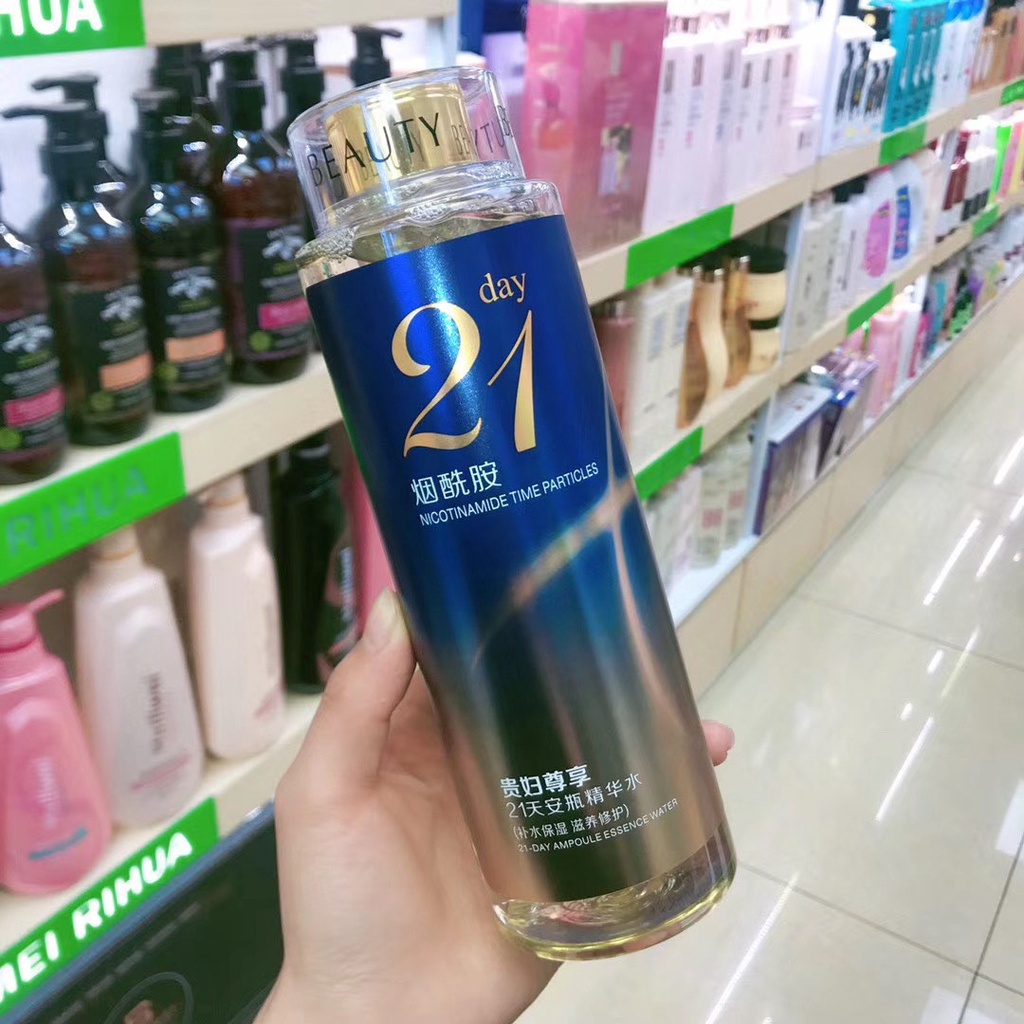 HUA
BEAUTY
day
21
烟酰胺
NICOTINAMIDE TIME PARTICLES
贵妇尊享
21天安瓶精华水
(补水保湿 滋养修护)
21-DAY AMPOULE ESSENCE WATER
RIHUA
MEI RIHUA